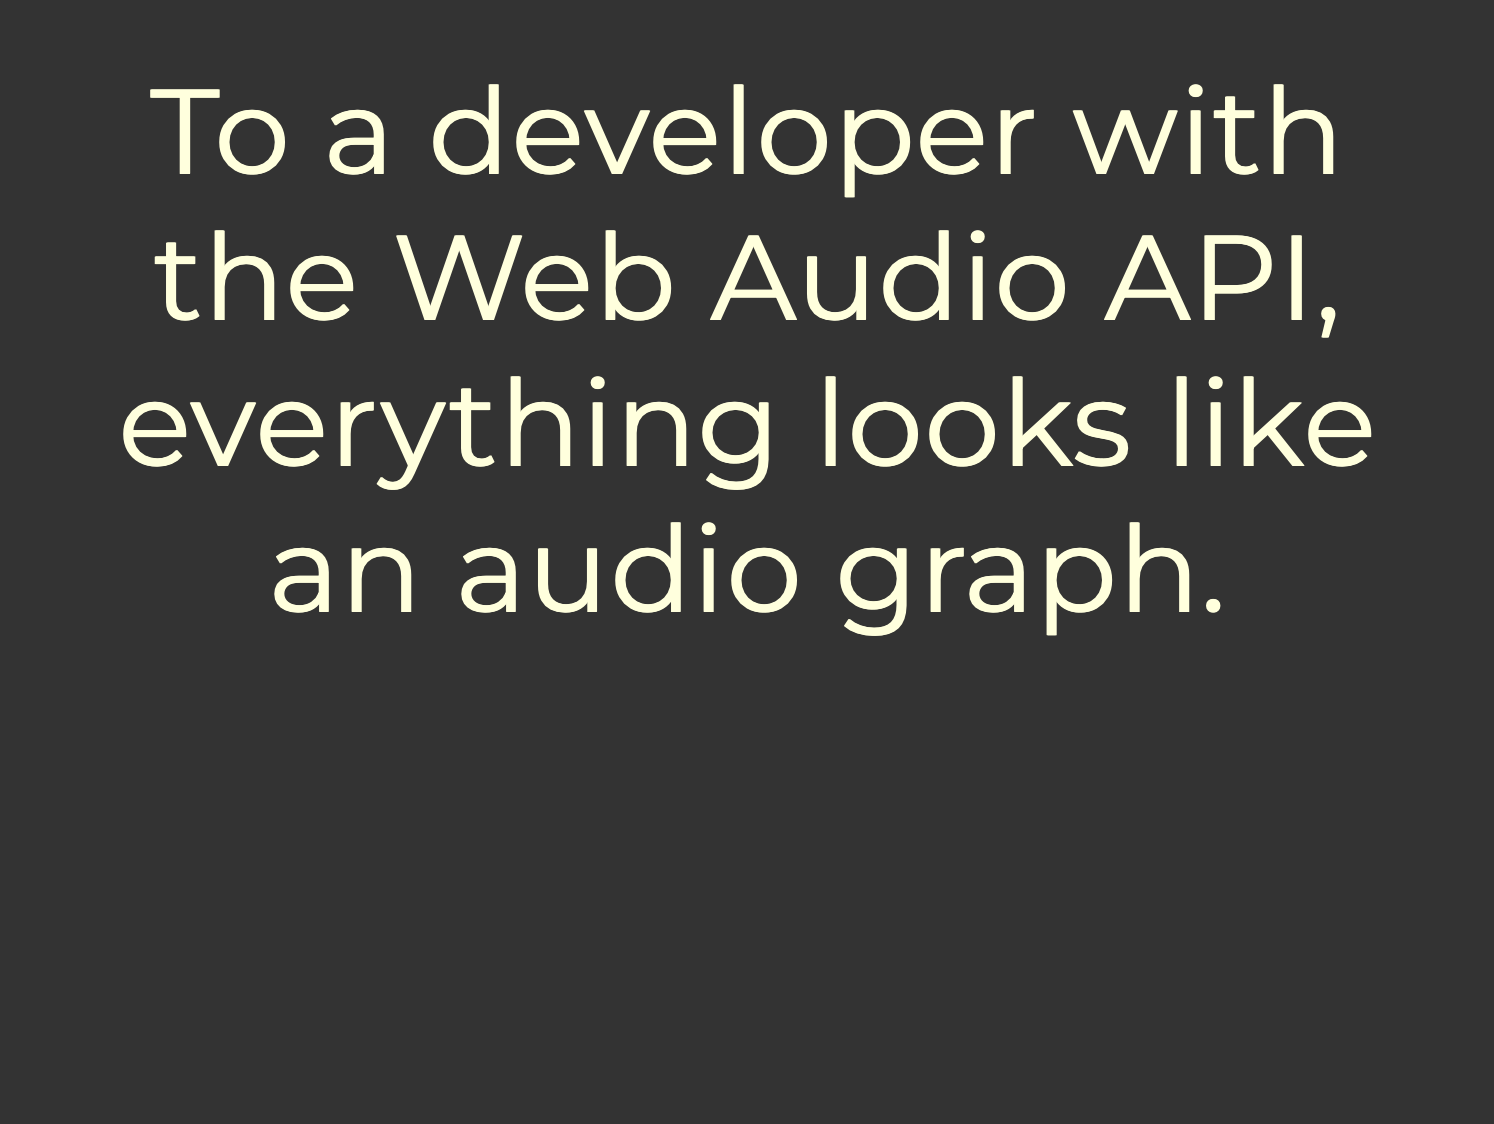 To a developer with
the Web Audio API,
everything looks like
an audio graph.